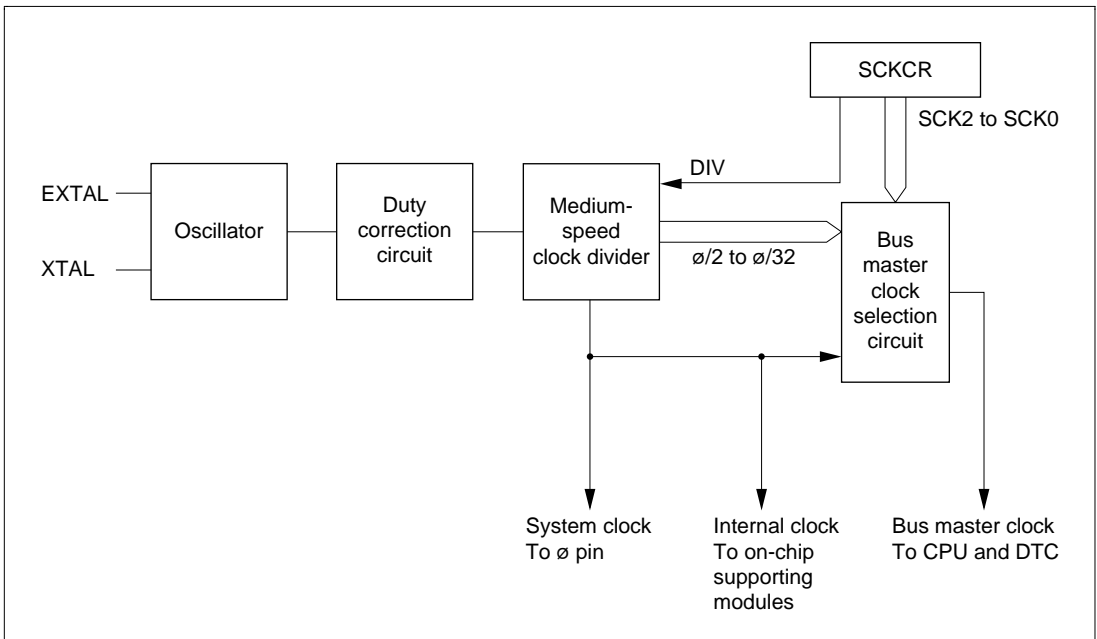 SCKCR
SCK2 to SCK0
DIV
EXTAL
XTAL
Oscillator
Duty
correction
circuit
Medium-
speed
clock divider
ø/2 to ø/32
Bus
master
clock
selection
circuit
System clock
To ø pin
Internal clock
To on-chip
supporting
modules
Bus master clock
To CPU and DTC